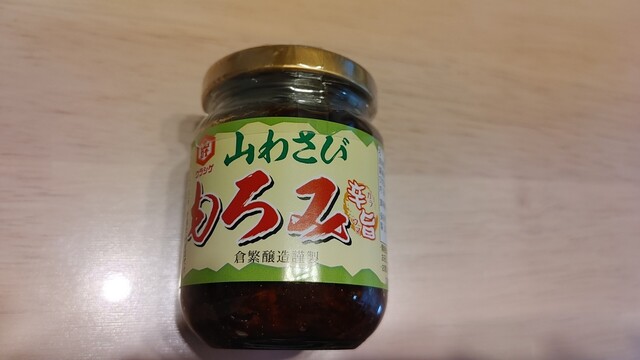 山わさび
もろみ
辛旨
倉繁醸造謹製